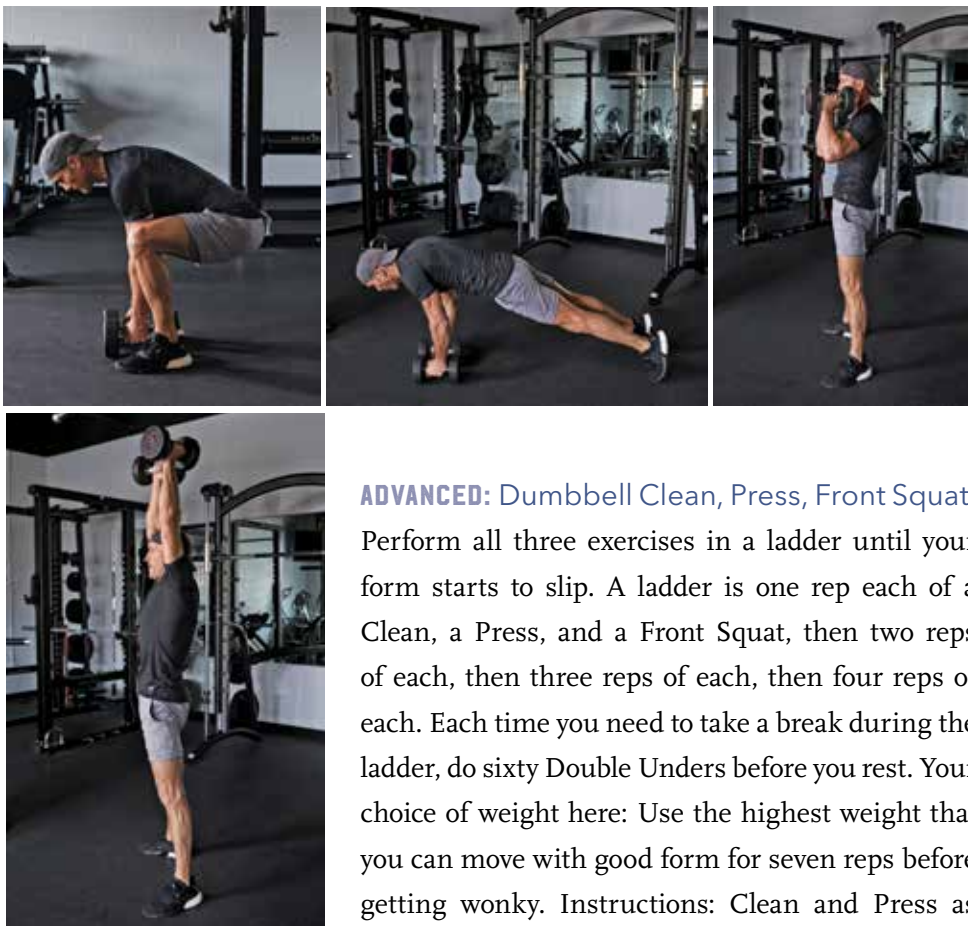 ADVANCED: Dumbbell Clean, Press, Front Squat
Perform all three exercises in a ladder until your
form starts to slip. A ladder is one rep each of a
Clean, a Press, and a Front Squat, then two reps
of each, then three reps of each, then four reps o
each. Each time you need to take a break during the
ladder, do sixty Double Unders before you rest. Your
choice of weight here: Use the highest weight tha
you can move with good form for seven reps before
getting wonky. Instructions: Clean and Press as